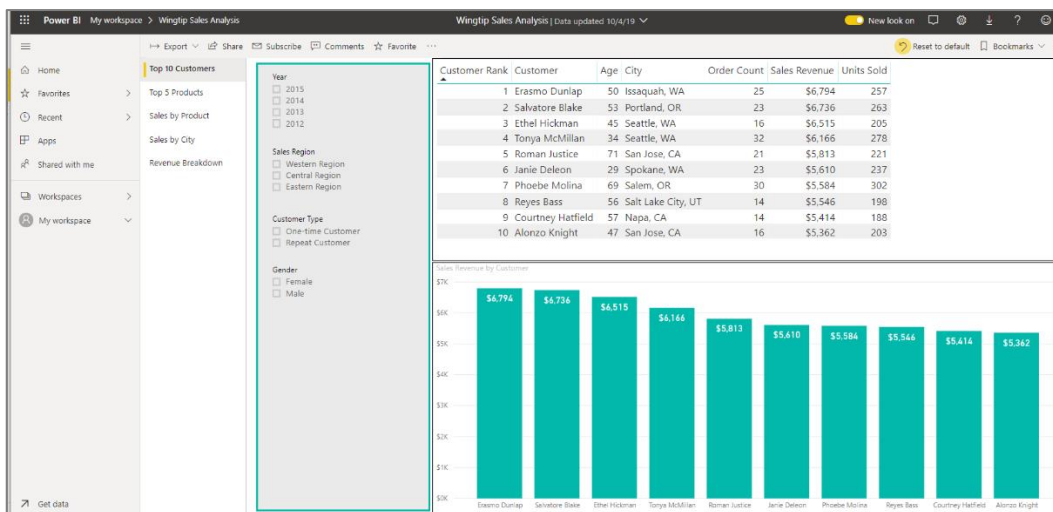 Power BI My workspace > Wingtip Sales Analysis
Wingtip Sales Analysis | Data updated 10/4/19
New look on
Export Share Subscribe Comments Favorite ...
Reset to default Bookmarks
Home
Favorites
Recent
Apps
Shared with me
Workspaces
My workspace
Get data
Top 10 Customers
Top 5 Products
Sales by Product
Sales by City
Revenue Breakdown
Year
2015
2014
2013
2012
Sales Region
Western Region
Central Region
Eastern Region
Customer Type
One-time Customer
Repeat Customer
Gender
Female
Male
Customer Rank Customer Age City Order Count Sales Revenue Units Sold
1 Erasmo Dunlap 50 Issaquah, WA 25 $6,794 257
2 Salvatore Blake 53 Portland, OR 23 $6,736 263
3 Ethel Hickman 45 Seattle, WA 16 $6,515 205
4 Tonya McMillan 34 Seattle, WA 32 $6,166 278
5 Roman Justice 71 San Jose, CA 21 $5,813 221
6 Janie Deleon 29 Spokane, WA 23 $5,610 237
7 Phoebe Molina 69 Salem, OR 30 $5,584 302
8 Reyes Bass 56 Salt Lake City, UT 14 $5,546 198
9 Courtney Hatfield 57 Napa, CA 14 $5,414 188
10 Alonzo Knight 47 San Jose, CA 16 $5,362 203
Sales Revenue by Customer
$7K
$6K
$5K
$4K
$3K
$2K
$1K
$0K
$6,794 $6,736 $6,515 $6,166 $5,813 $5,610 $5,584 $5,546 $5,414 $5,362
Erasmo Dunlap Salvatore Blake Ethel Hickman Tonya McMillan Roman Justice Janie Deleon Phoebe Molina Reyes Bass Courtney Hatfield Alonzo Knight